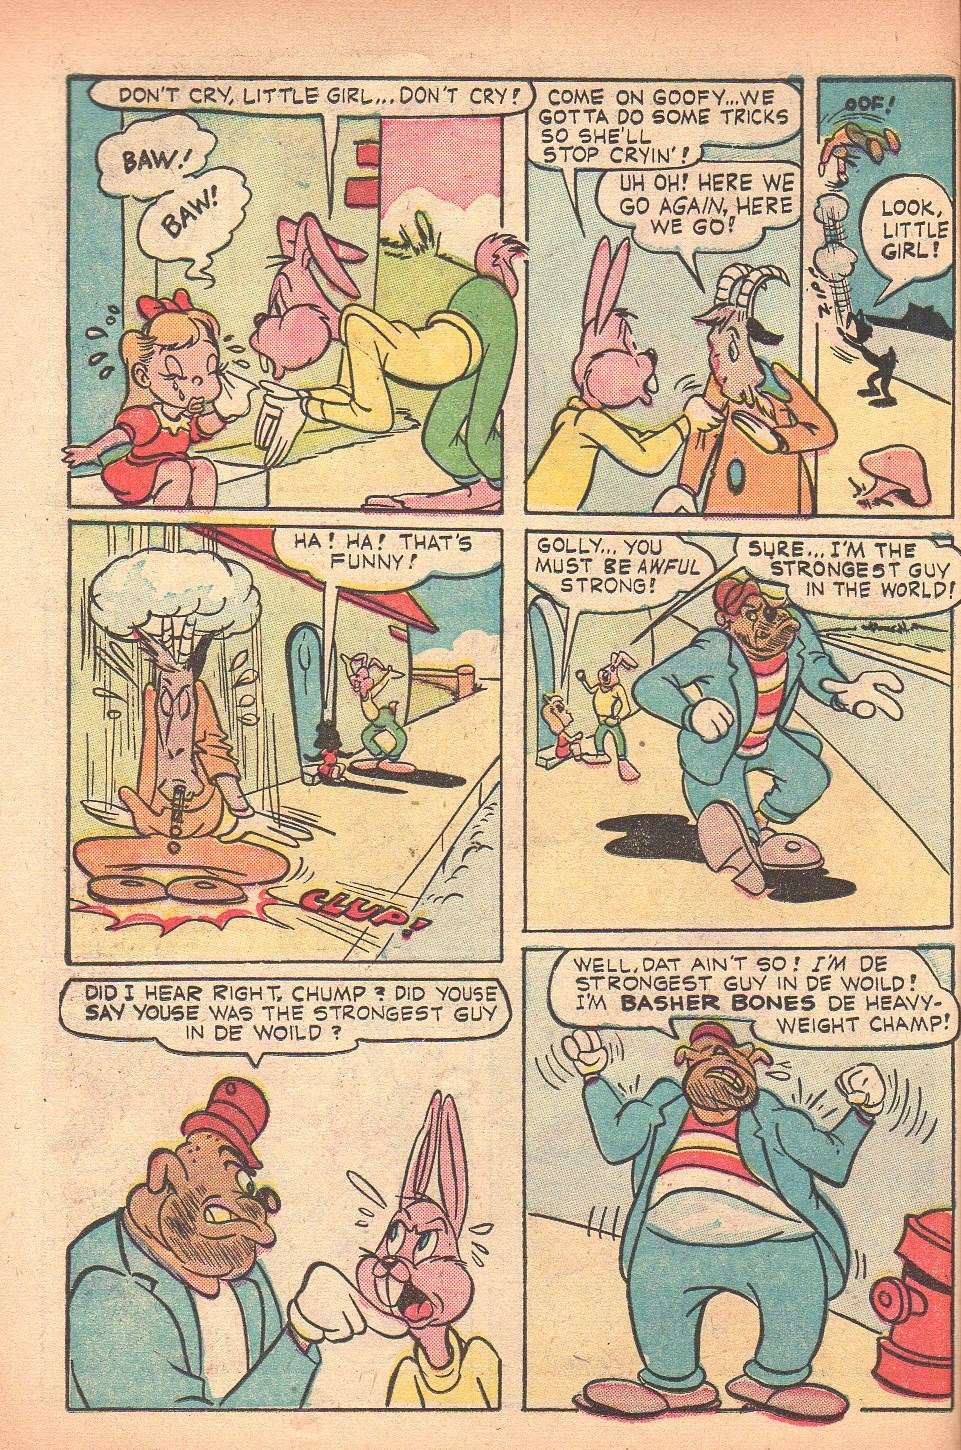 DON'T CRY, LITTLE GIRL...DON'T CRY!
BAW!
BAW!
COME ON GOOFY...WE
GOTTA DO SOME TRICKS
SO SHE'LL
STOP CRYIN'!
UH OH! HERE WE
GO AGAIN, HERE
WE GO!
OOF!
LOOK,
LITTLE
GIRL!
Z-IP!
HA! HA! THAT'S
FUNNY!
CLUP!
GOLLY...YOU
MUST BE AWFUL
STRONG!
SURE...I'M THE
STRONGEST GUY
IN THE WORLD!
DID I HEAR RIGHT, CHUMP? DID YOUSE
SAY YOUSE WAS THE STRONGEST GUY
IN DE WOILD?
WELL, DAT AIN'T SO! I'M DE
STRONGEST GUY IN DE WOILD!
I'M BASHER BONES DE HEAVY-
WEIGHT CHAMP!